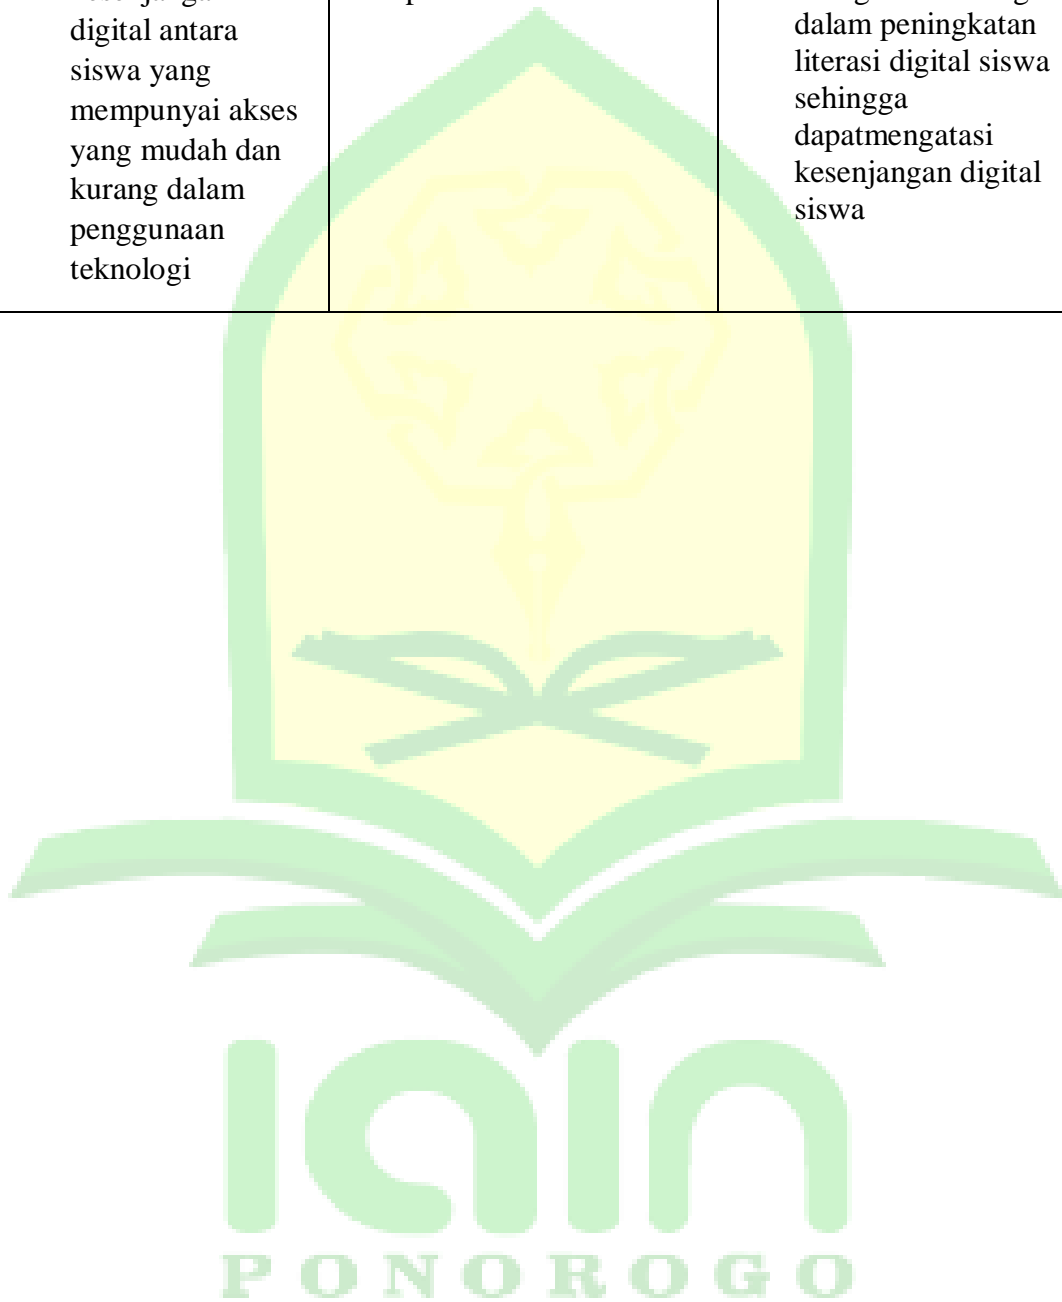 digital antara
siswa yang
mempunyai akses
yang mudah dan
kurang dalam
penggunaan
teknologi
dalam peningkatan
literasi digital siswa
sehingga
dapatmengatasi
kesenjangan digital
siswa
iain
PONOROGO